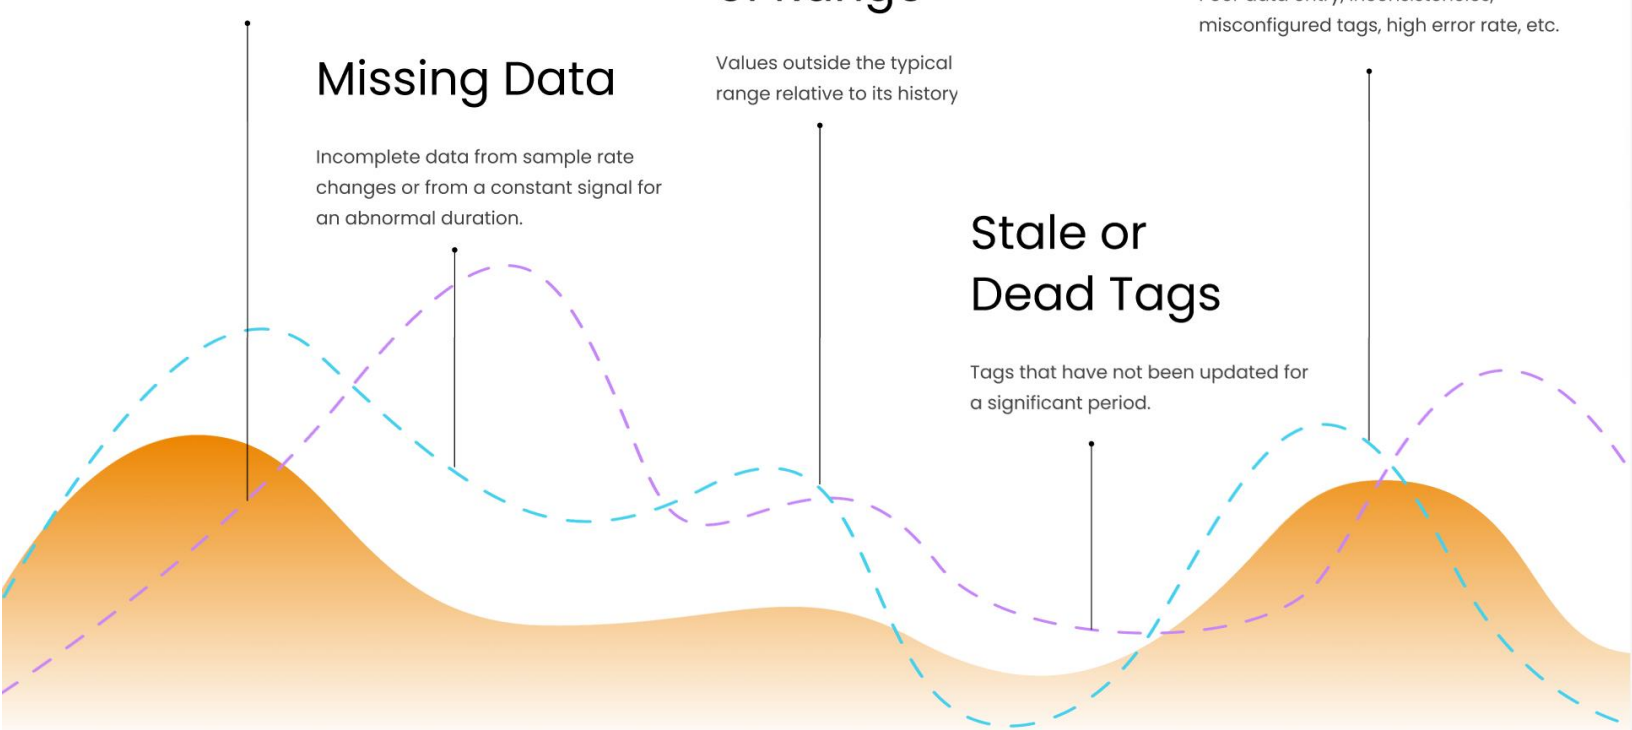 Missing Data
Incomplete data from sample rate
changes or from a constant signal for
an abnormal duration.
Values outside the typical
range relative to its history
misconfigured tags, high error rate, etc.
Stale or
Dead Tags
Tags that have not been updated for
a significant period.